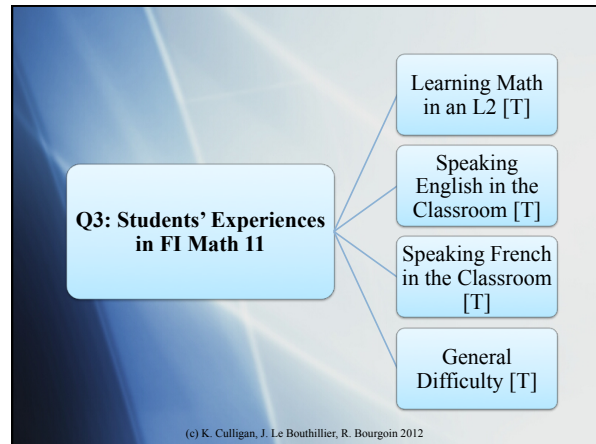 Q3: Students’ Experiences
in FI Math 11
Learning Math
in an L2 [T]
Speaking
English in the
Classroom [T]
Speaking French
in the Classroom
[T]
General
Difficulty [T]
(c) K. Culligan, J. Le Bouthillier, R. Bourgoin 2012